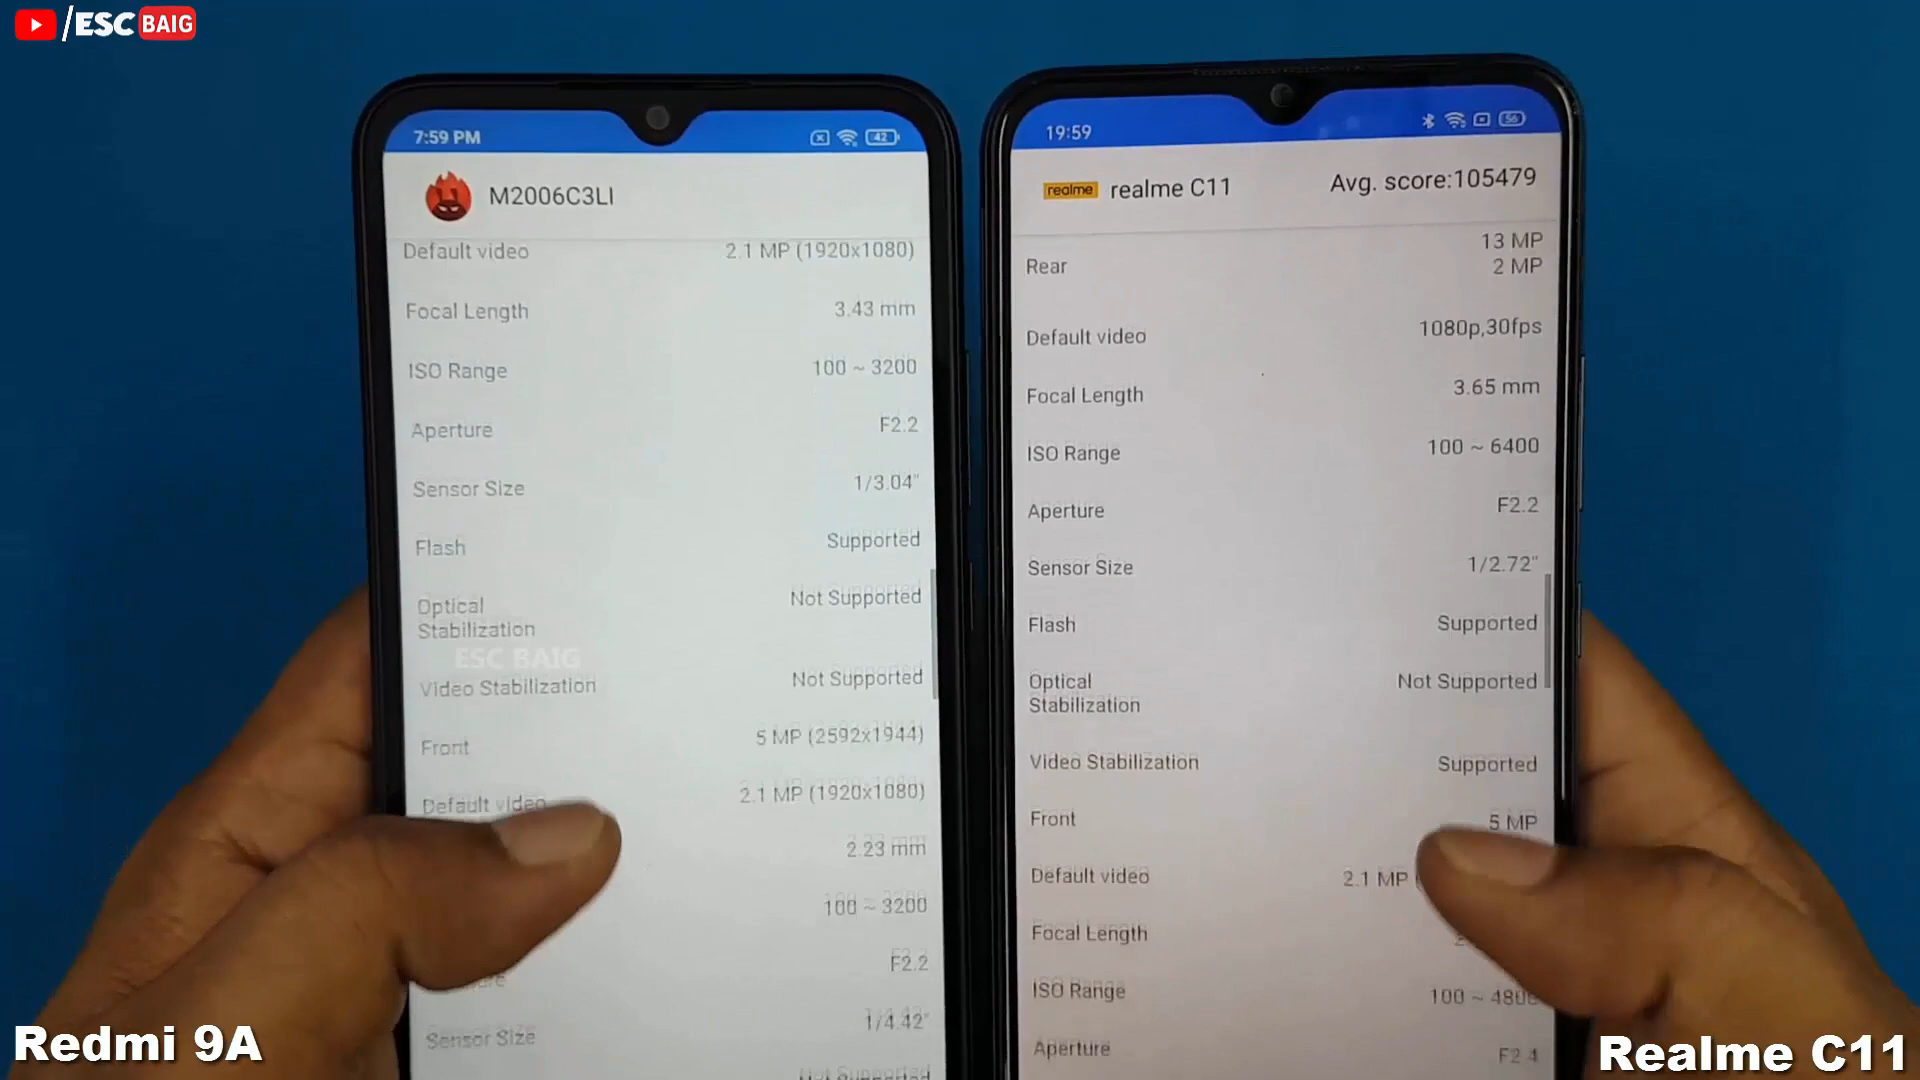 /ESC BAIG
7:59 PM
42
M2006C3LI
Default video 2.1 MP (1920x1080)
Focal Length 3.43 mm
ISO Range 100 ~ 3200
Aperture F2.2
Sensor Size 1/3.04"
Flash Supported
Optical Stabilization Not Supported
ESC BAIG
Video Stabilization Not Supported
Front 5 MP (2592x1944)
Default video 2.1 MP (1920x1080)
2.23 mm
100 ~ 3200
F2.2
Sensor Size 1/4.42"
Not Supported
Redmi 9A
19:59
56
realme realme C11 Avg. score:105479
Rear 13 MP
2 MP
Default video 1080p,30fps
Focal Length 3.65 mm
ISO Range 100 ~ 6400
Aperture F2.2
Sensor Size 1/2.72"
Flash Supported
Optical Stabilization Not Supported
Video Stabilization Supported
Front 5 MP
Default video 2.1 MP
Focal Length
ISO Range 100 ~ 480
Aperture F2.4
Realme C11